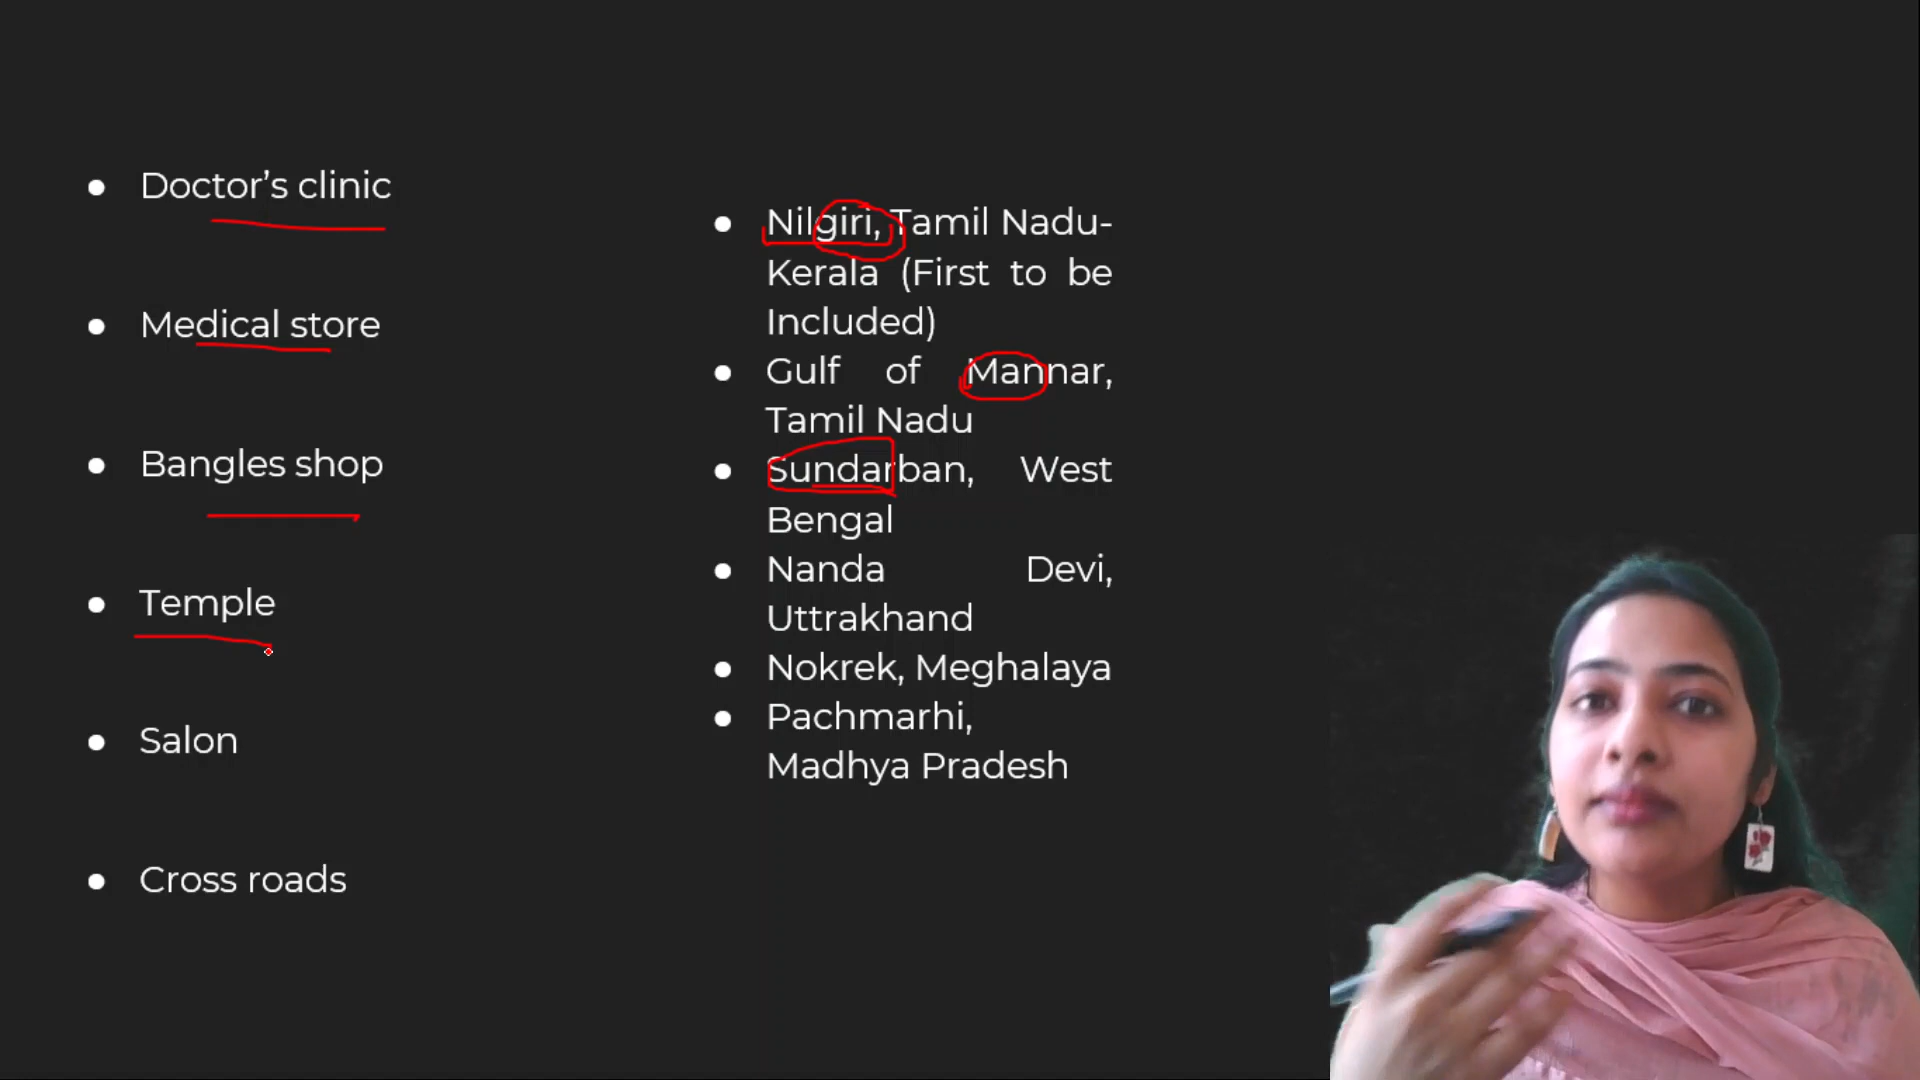 Doctor's clinic
Medical store
Bangles shop
Temple
Salon
Cross roads
Nilgiri, Tamil Nadu-
Kerala (First to be
Included)
Gulf of Mannar,
Tamil Nadu
Sundarban, West
Bengal
Nanda Devi,
Uttrakhand
Nokrek, Meghalaya
Pachmarhi,
Madhya Pradesh